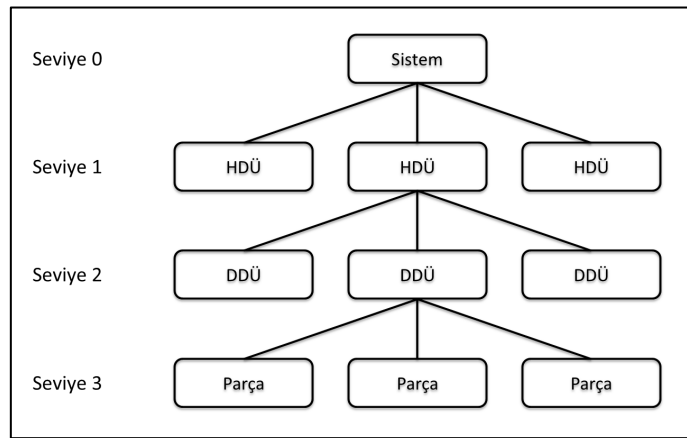 Seviye 0 Sistem
Seviye 1 HDÜ HDÜ HDÜ
Seviye 2 DDÜ DDÜ DDÜ
Seviye 3 Parça Parça Parça